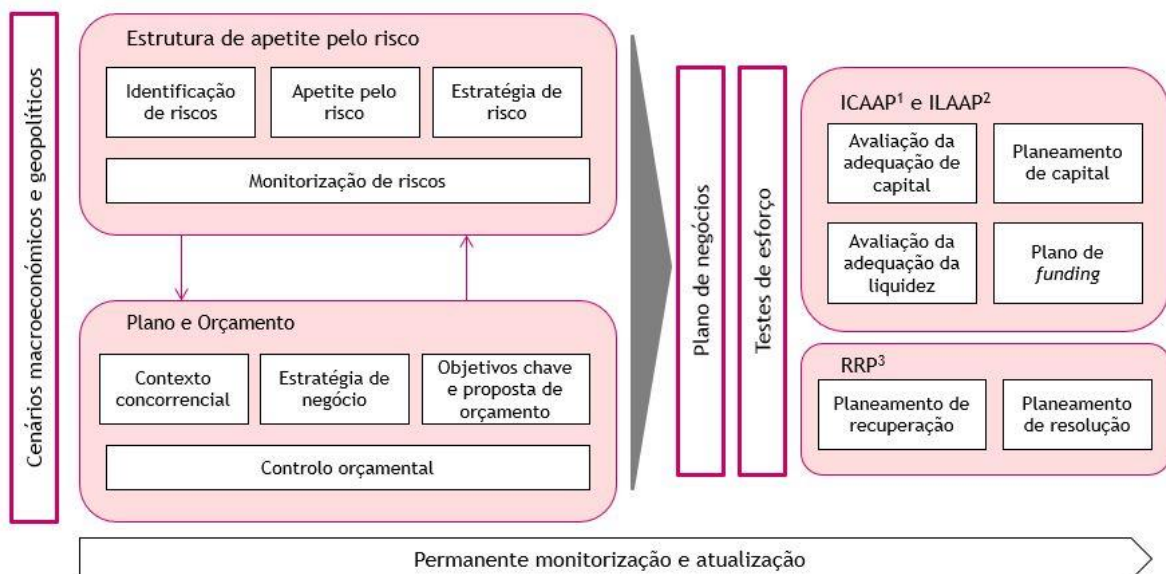 Cenários macroeconómicos e geopolíticos
Estrutura de apetite pelo risco
Identificação
de riscos
Apetite pelo
risco
Estratégia de
risco
Monitorização de riscos
Plano e Orçamento
Contexto
concorrencial
Estratégia de
negócio
Objetivos chave
e proposta de
orçamento
Controlo orçamental
Plano de negócios
Testes de esforço
ICAAP¹ e ILAAP²
Avaliação da
adequação de
capital
Planeamento
de capital
Avaliação da
adequação da
liquidez
Plano de
funding
RRP³
Planeamento de
recuperação
Planeamento
de resolução
Permanente monitorização e atualização